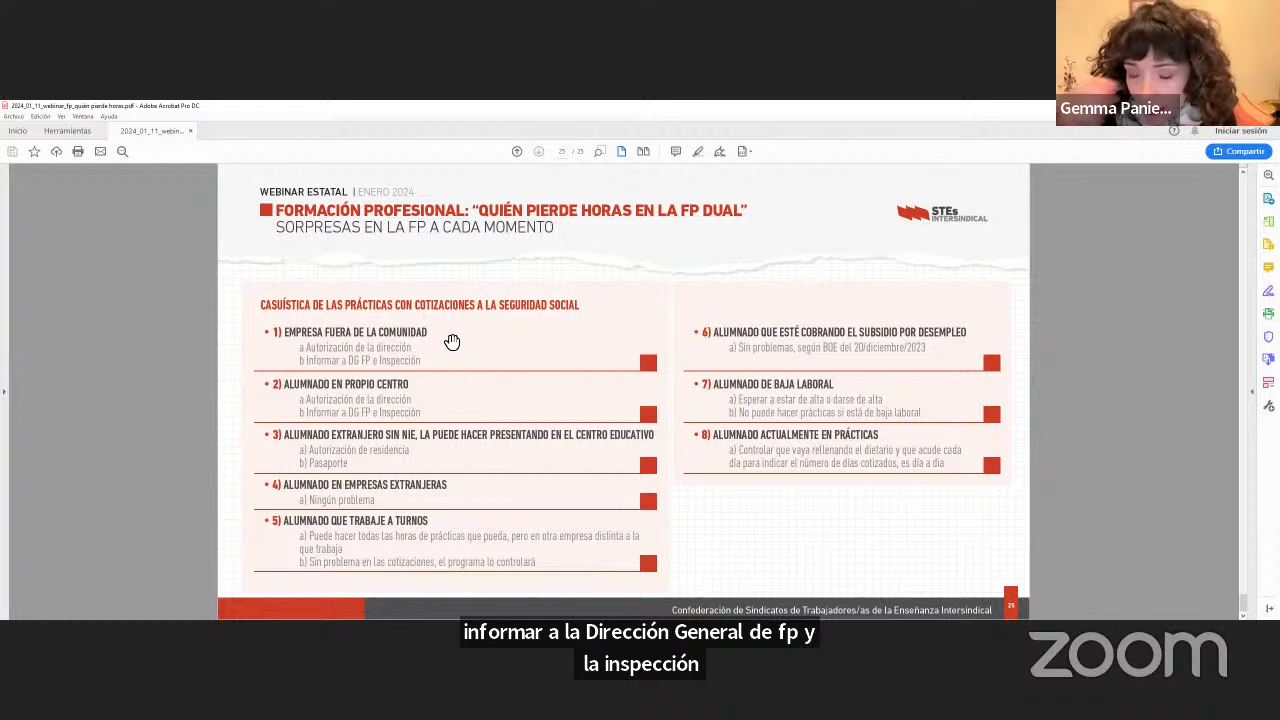 Gemma Panie...
2024_01_11_webinar_fp_quién pierde horas.pdf - Adobe Acrobat Pro DC
Archivo Edición Ver Ventana Ayuda
Inicio Herramientas 2024_01_11_webin... ×
Iniciar sesión
25 / 25
Compartir
WEBINAR ESTATAL | ENERO 2024
FORMACIÓN PROFESIONAL: “QUIÉN PIERDE HORAS EN LA FP DUAL”
SORPRESAS EN LA FP A CADA MOMENTO
STEs
INTERSINDICAL
CASUÍSTICA DE LAS PRÁCTICAS CON COTIZACIONES A LA SEGURIDAD SOCIAL
• 1) EMPRESA FUERA DE LA COMUNIDAD
a Autorización de la dirección
b Informar a DG FP e Inspección
• 2) ALUMNADO EN PROPIO CENTRO
a Autorización de la dirección
b Informar a DG FP e Inspección
• 3) ALUMNADO EXTRANJERO SIN NIE, LA PUEDE HACER PRESENTANDO EN EL CENTRO EDUCATIVO
a) Autorización de residencia
b) Pasaporte
• 4) ALUMNADO EN EMPRESAS EXTRANJERAS
a) Ningún problema
• 5) ALUMNADO QUE TRABAJE A TURNOS
a) Puede hacer todas las horas de prácticas que pueda, pero en otra empresa distinta a la
que trabaja
b) Sin problema en las cotizaciones, el programa lo controlará
• 6) ALUMNADO QUE ESTÉ COBRANDO EL SUBSIDIO POR DESEMPLEO
a) Sin problemas, según BOE del 20/diciembre/2023
• 7) ALUMNADO DE BAJA LABORAL
a) Esperar a estar de alta o darse de alta
b) No puede hacer prácticas si está de baja laboral
• 8) ALUMNADO ACTUALMENTE EN PRÁCTICAS
a) Controlar que vaya rellenando el dietario y que acude cada
día para indicar el número de días cotizados, es día a dia
Confederación de Sindicatos de Trabajadores/as de la Enseñanza Intersindical
25
informar a la Dirección General de fp y
la inspección
zoom